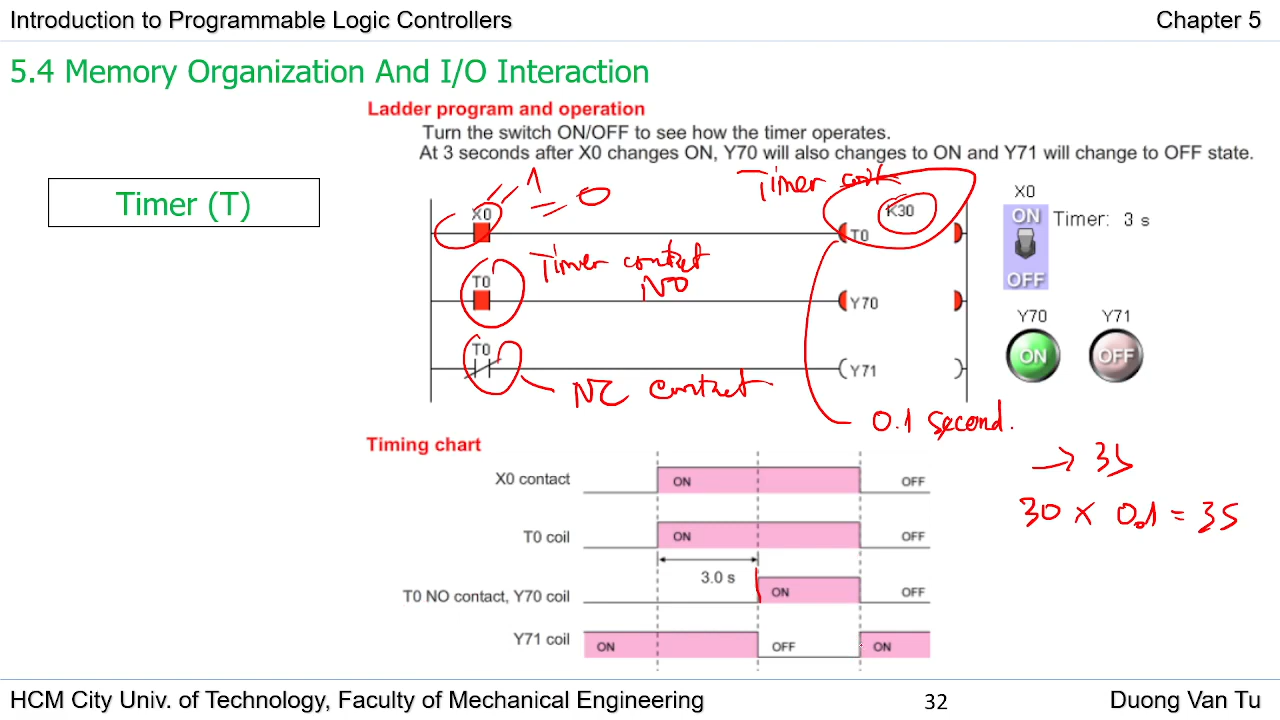 Introduction to Programmable Logic Controllers
Chapter 5
5.4 Memory Organization And I/O Interaction
Ladder program and operation
Turn the switch ON/OFF to see how the timer operates.
At 3 seconds after X0 changes ON, Y70 will also changes to ON and Y71 will change to OFF state.
Timer (T)
1
= 0
Timer coil
X0
K30
T0
X0
ON
Timer: 3 s
OFF
Timer contact
NO
T0
Y70
Y70
Y71
ON
OFF
T0
Y71
NC contact
0.1 second.
Timing chart
→ 3s
30 x 0.1 = 3s
X0 contact
ON
OFF
T0 coil
ON
OFF
3.0 s
T0 NO contact, Y70 coil
ON
OFF
Y71 coil
ON
OFF
ON
HCM City Univ. of Technology, Faculty of Mechanical Engineering
32
Duong Van Tu